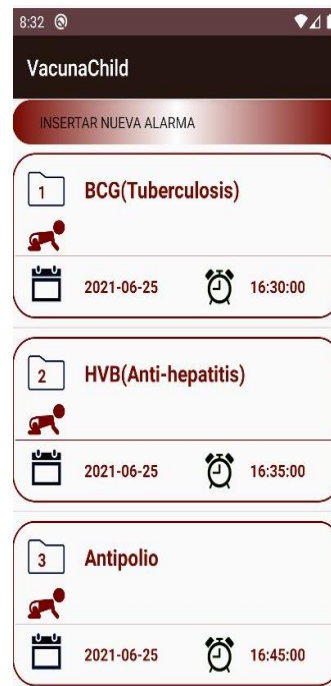 8:32
VacunaChild
INSERTAR NUEVA ALARMA
1 BCG(Tuberculosis)
2021-06-25 16:30:00
2 HVB(Anti-hepatitis)
2021-06-25 16:35:00
3 Antipolio
2021-06-25 16:45:00